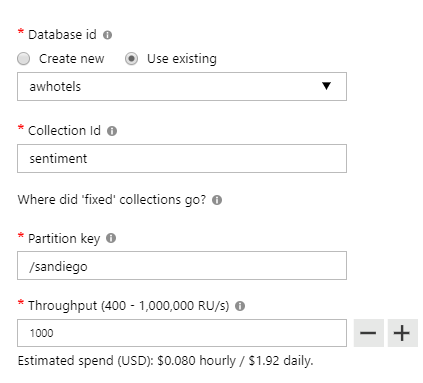 * Database id
Create new Use existing
awhotels
* Collection Id
sentiment
Where did 'fixed' collections go?
* Partition key
/sandiego
* Throughput (400 - 1,000,000 RU/s)
1000
Estimated spend (USD): $0.080 hourly / $1.92 daily.